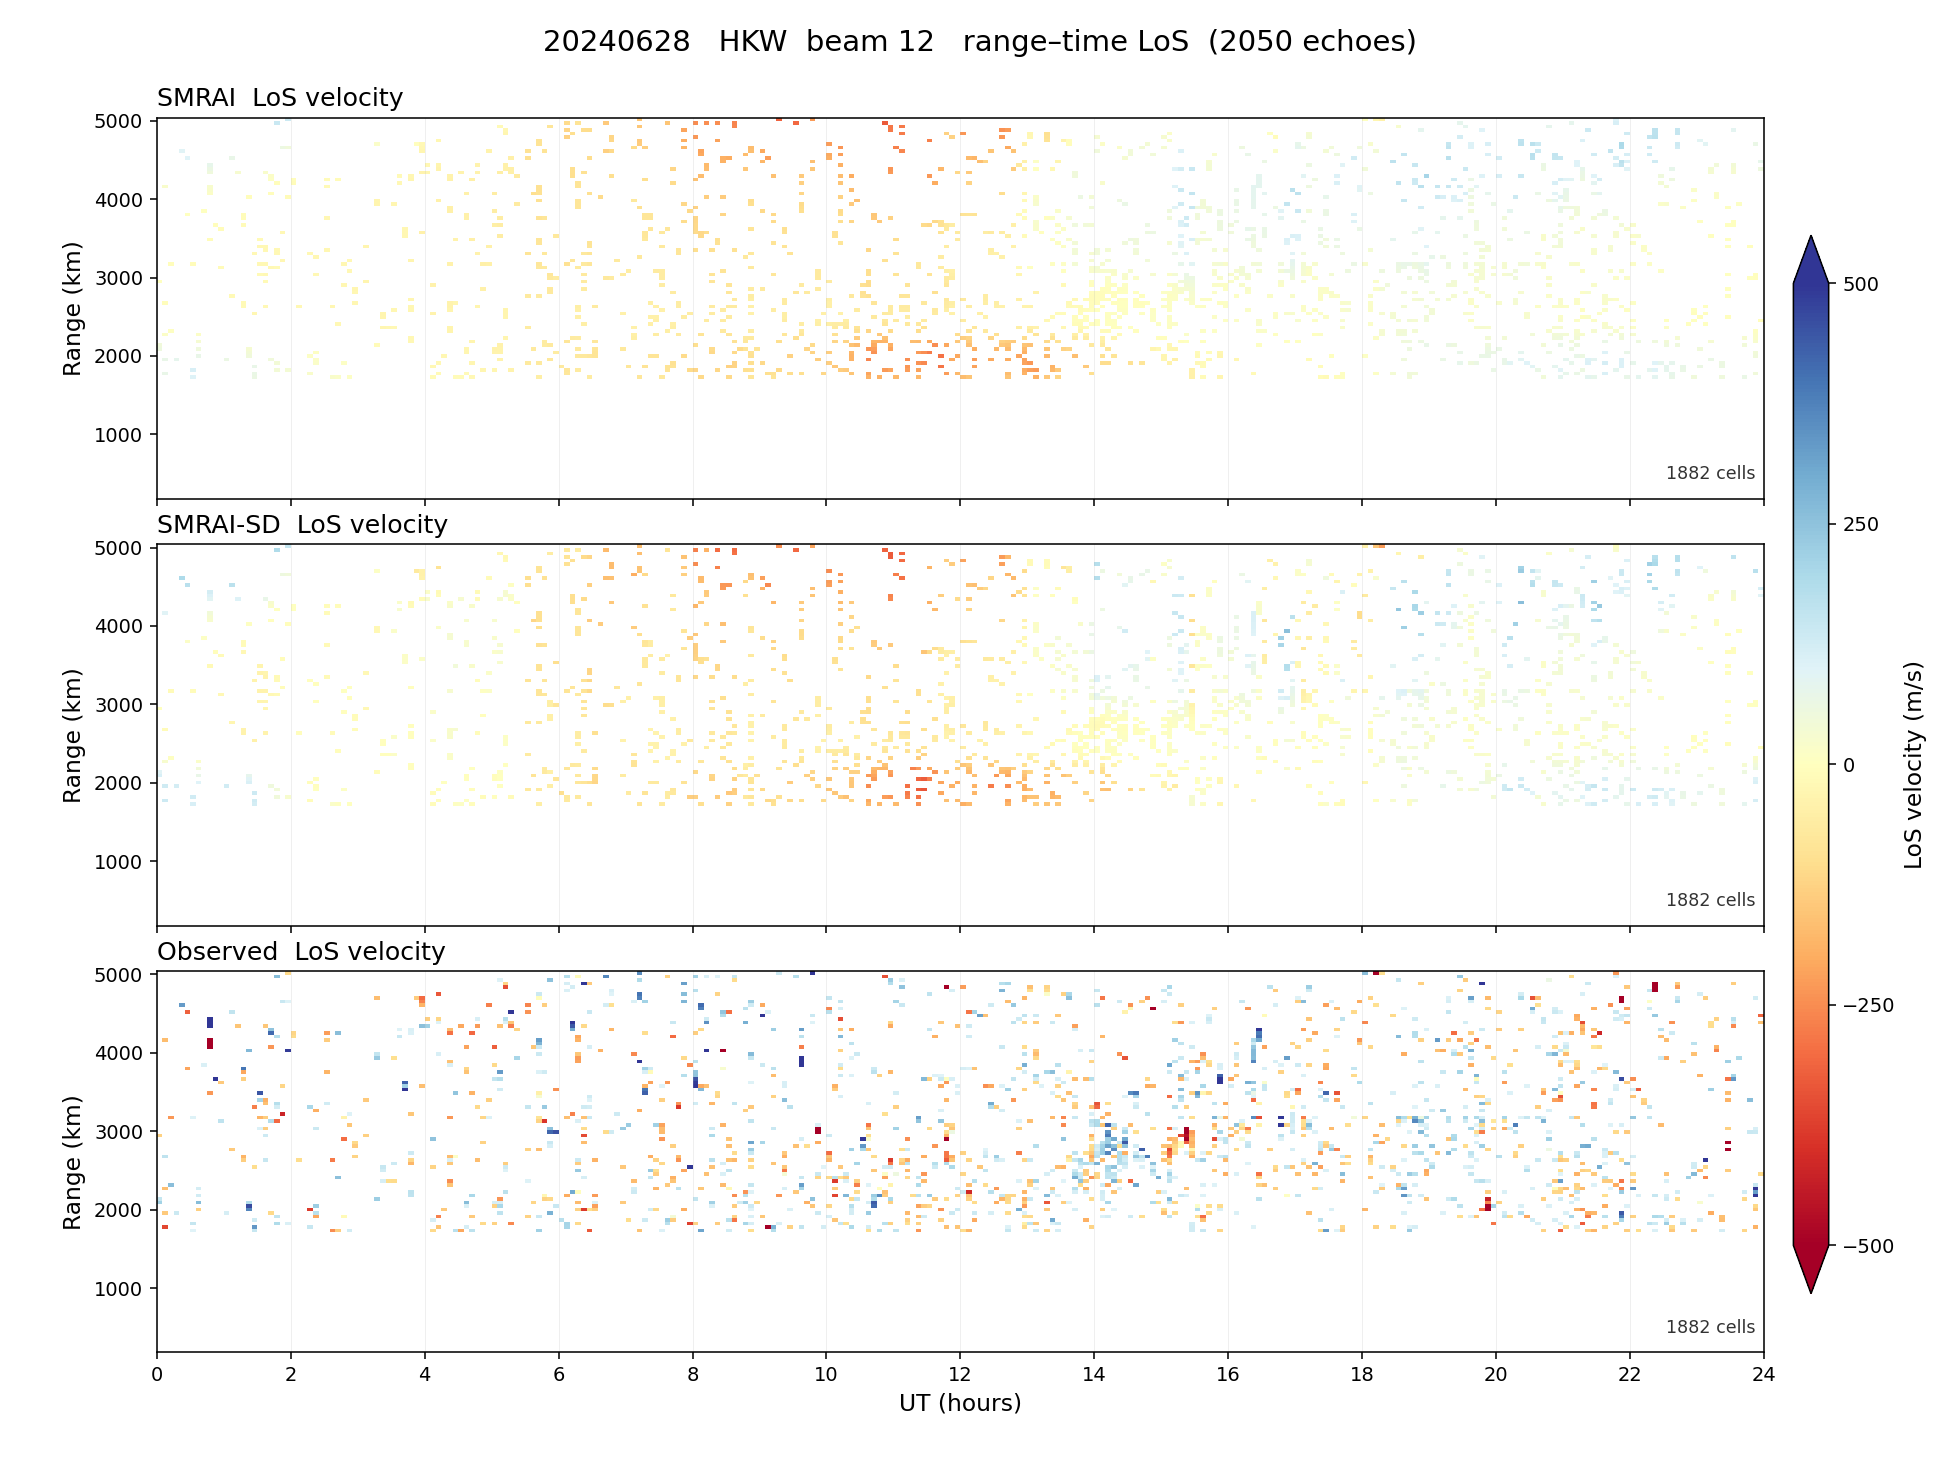 20240628 HKW beam 12 range–time LoS (2050 echoes)
SMRAI LoS velocity
5000
4000
3000
2000
1000
Range (km)
1882 cells
SMRAI-SD LoS velocity
5000
4000
3000
2000
1000
Range (km)
1882 cells
Observed LoS velocity
5000
4000
3000
2000
1000
Range (km)
1882 cells
0 2 4 6 8 10 12 14 16 18 20 22 24
UT (hours)
500
250
0
−250
−500
LoS velocity (m/s)